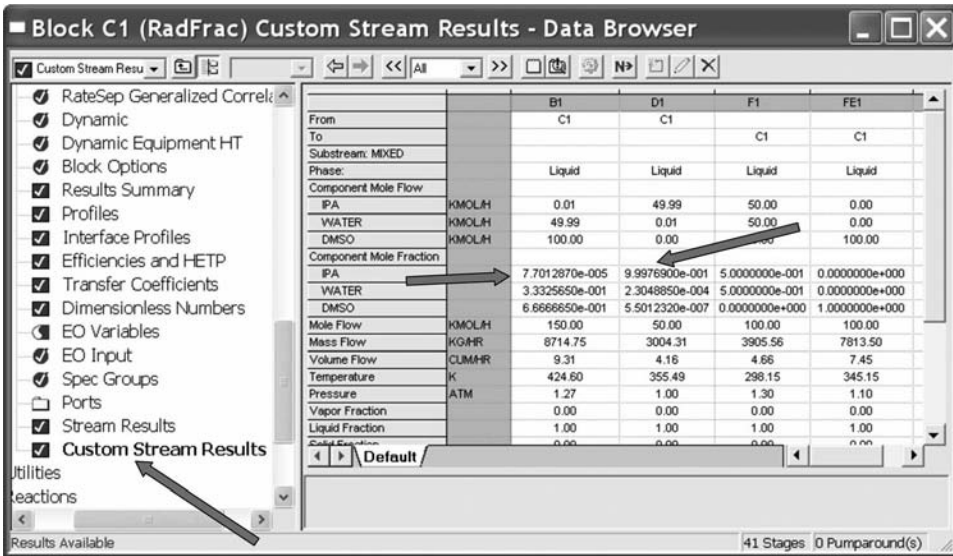 Block C1 (RadFrac) Custom Stream Results - Data Browser
Custom Stream Resu All N>
RateSep Generalized Correla
Dynamic
Dynamic Equipment HT
Block Options
Results Summary
Profiles
Interface Profiles
Efficiencies and HETP
Transfer Coefficients
Dimensionless Numbers
EO Variables
EO Input
Spec Groups
Ports
Stream Results
Custom Stream Results
Utilities
Reactions
B1 D1 F1 FE1
From C1 C1
To C1 C1
Substream: MIXED
Phase: Liquid Liquid Liquid Liquid
Component Mole Flow
IPA KMOL/H 0.01 49.99 50.00 0.00
WATER KMOL/H 49.99 0.01 50.00 0.00
DMSO KMOL/H 100.00 0.00 100.00
Component Mole Fraction
IPA 7.7012870e-005 9.9976900e-001 5.0000000e-001 0.0000000e+000
WATER 3.3325650e-001 2.3048850e-004 5.0000000e-001 0.0000000e+000
DMSO 6.6666650e-001 5.5012320e-007 0.0000000e+000 1.0000000e+000
Mole Flow KMOL/H 150.00 50.00 100.00 100.00
Mass Flow KG/HR 8714.75 3004.31 3905.56 7813.50
Volume Flow CUM/HR 9.31 4.16 4.66 7.45
Temperature K 424.60 355.49 298.15 345.15
Pressure ATM 1.27 1.00 1.30 1.10
Vapor Fraction 0.00 0.00 0.00 0.00
Liquid Fraction 1.00 1.00 1.00 1.00
Solid Fraction 0.00 0.00 0.00 0.00
Default
Results Available 41 Stages 0 Pumparound(s)